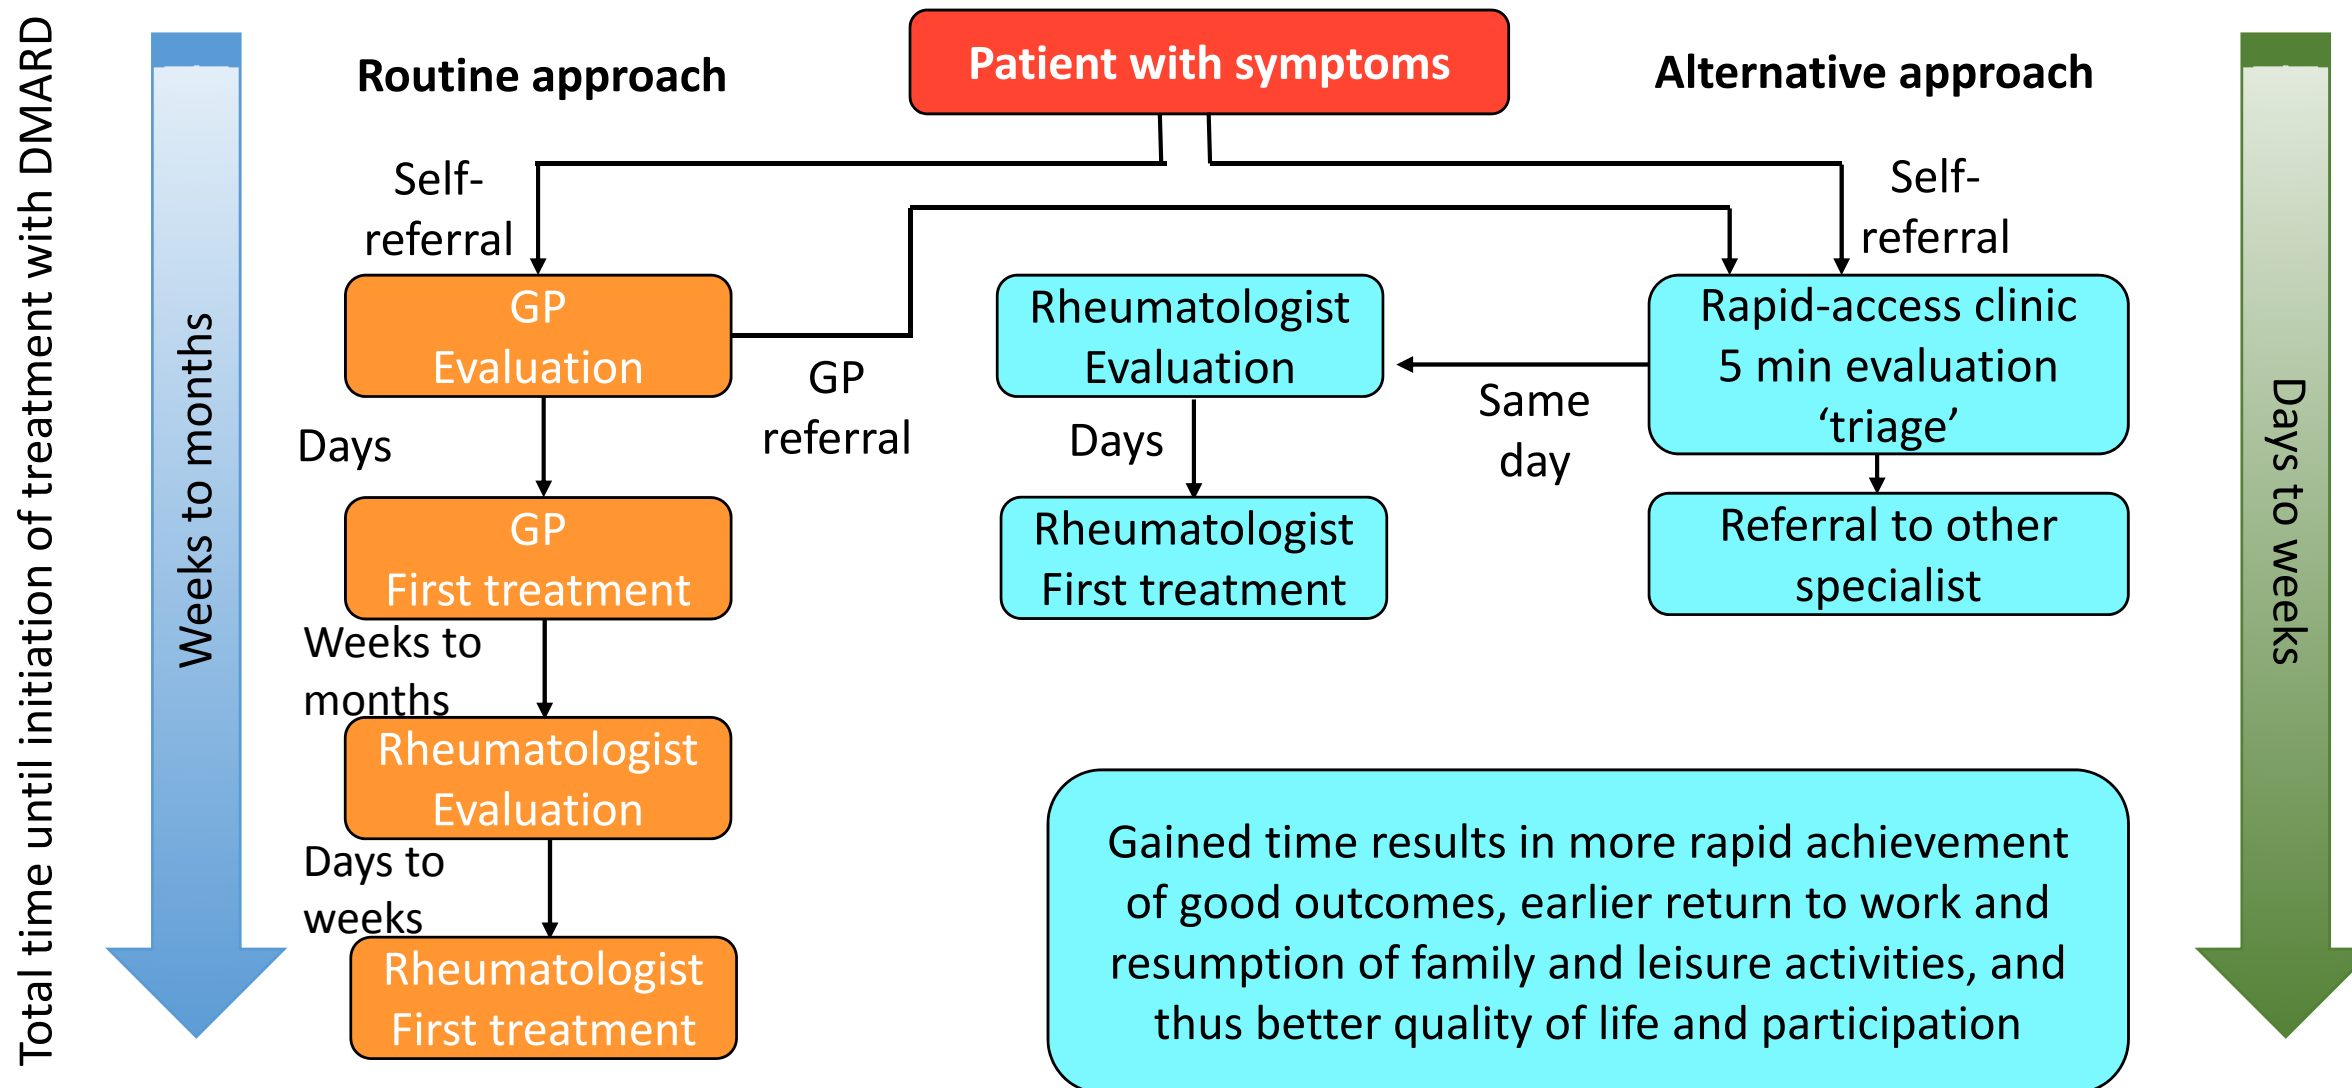 Total time until initiation of treatment with DMARD
Weeks to months
Routine approach
Patient with symptoms
Alternative approach
Self-
referral
Self-
referral
GP
Evaluation
GP
referral
Rheumatologist
Evaluation
Same
day
Rapid-access clinic
5 min evaluation
‘triage’
Days
Days
GP
First treatment
Rheumatologist
First treatment
Referral to other
specialist
Weeks to
months
Rheumatologist
Evaluation
Days to
weeks
Rheumatologist
First treatment
Gained time results in more rapid achievement
of good outcomes, earlier return to work and
resumption of family and leisure activities, and
thus better quality of life and participation
Days to weeks